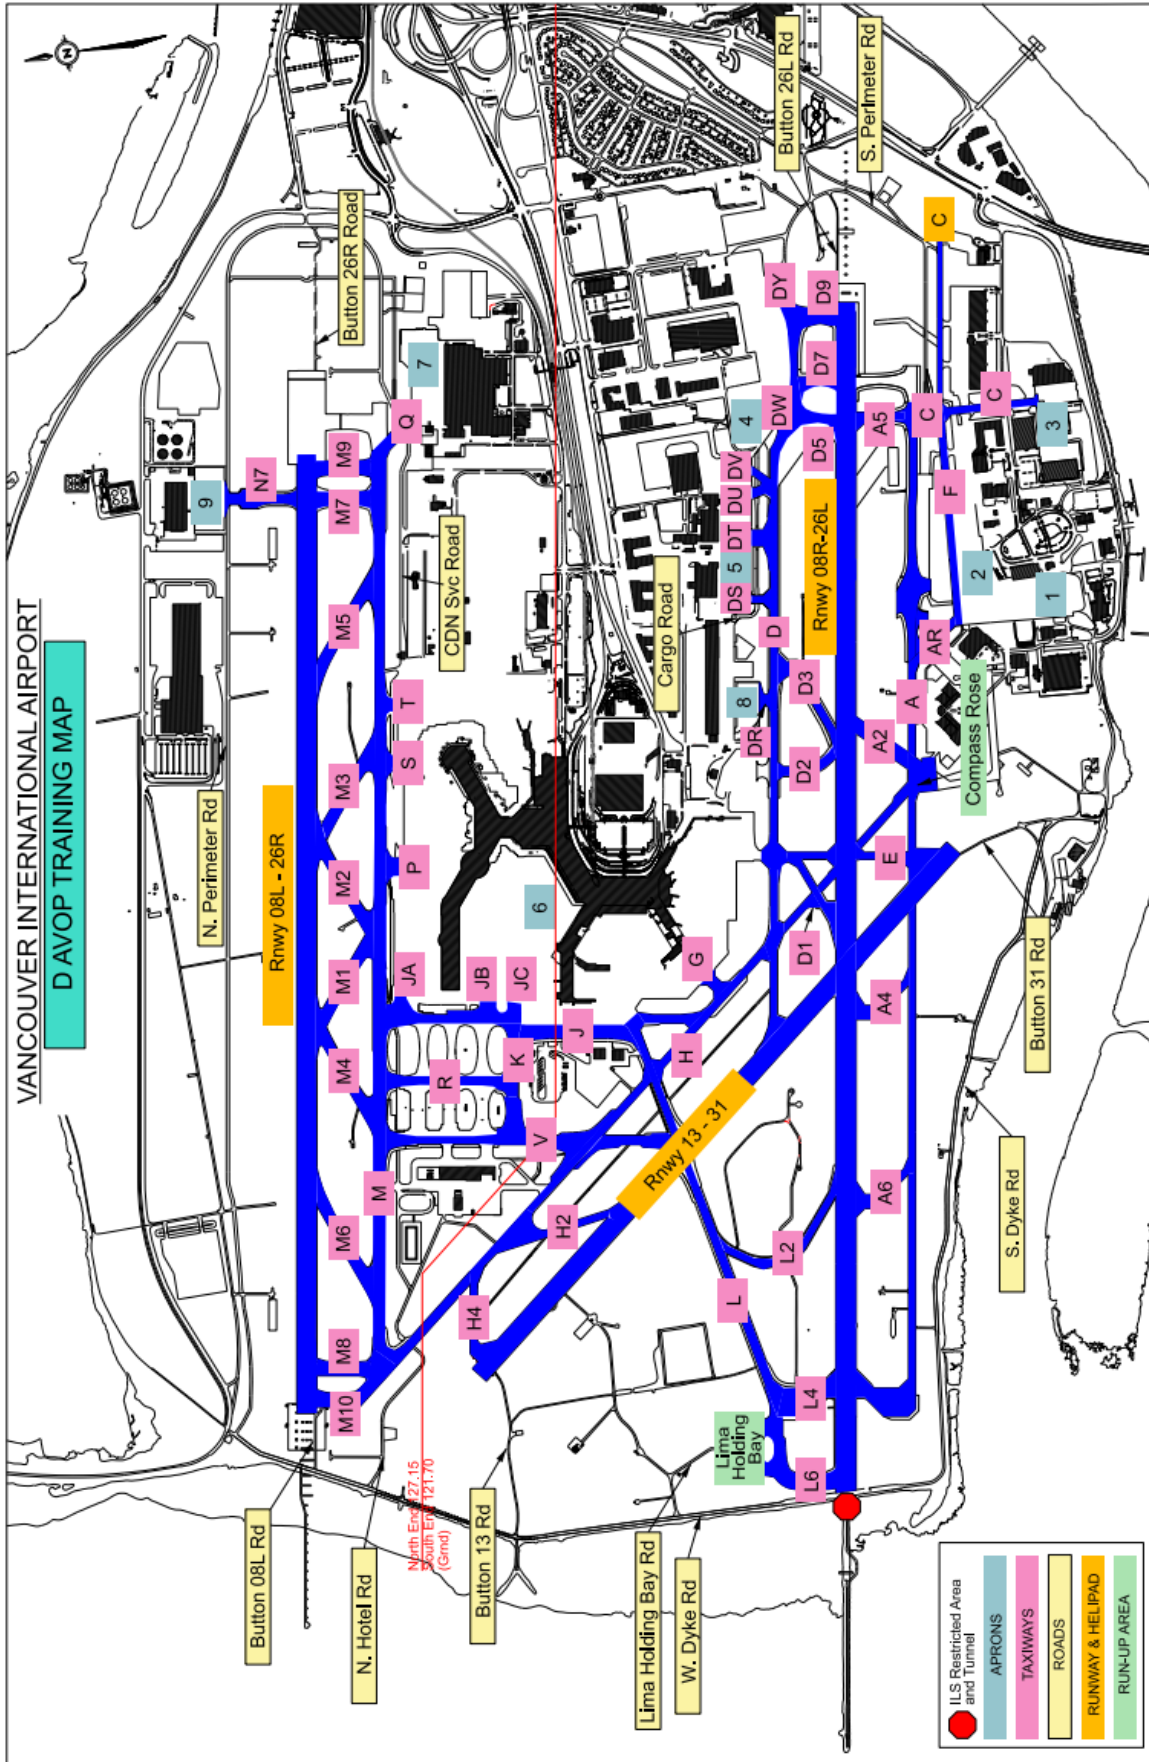 VANCOUVER INTERNATIONAL AIRPORT
D AVOP TRAINING MAP
N
Button 08L Rd
N. Perimeter Rd
Rnwy 08L - 26R
9
N7
Button 26R Road
M10
M8
M6
M4
M1
M2
M3
M5
M7
M9
N. Hotel Rd
M
R
JA
P
S
T
CDN Svc Road
Q
7
North End 127.15
South End 121.70
(Grnd)
Button 13 Rd
H4
H2
V
K
JB
JC
J
6
Cargo Road
Lima Holding Bay Rd
W. Dyke Rd
Lima
Holding
Bay
L
L2
Rnwy 13 - 31
H
G
DR
8
D
DS
5
DT
DU
DV
4
DW
DY
Button 26L Rd
L6
L4
D1
D2
D3
Rnwy 08R-26L
D5
D7
D9
S. Perimeter Rd
A6
A4
E
A2
A
AR
A5
C
C
C
F
Compass Rose
1
2
3
S. Dyke Rd
Button 31 Rd
ILS Restricted Area
and Tunnel
APRONS
TAXIWAYS
ROADS
RUNWAY & HELIPAD
RUN-UP AREA